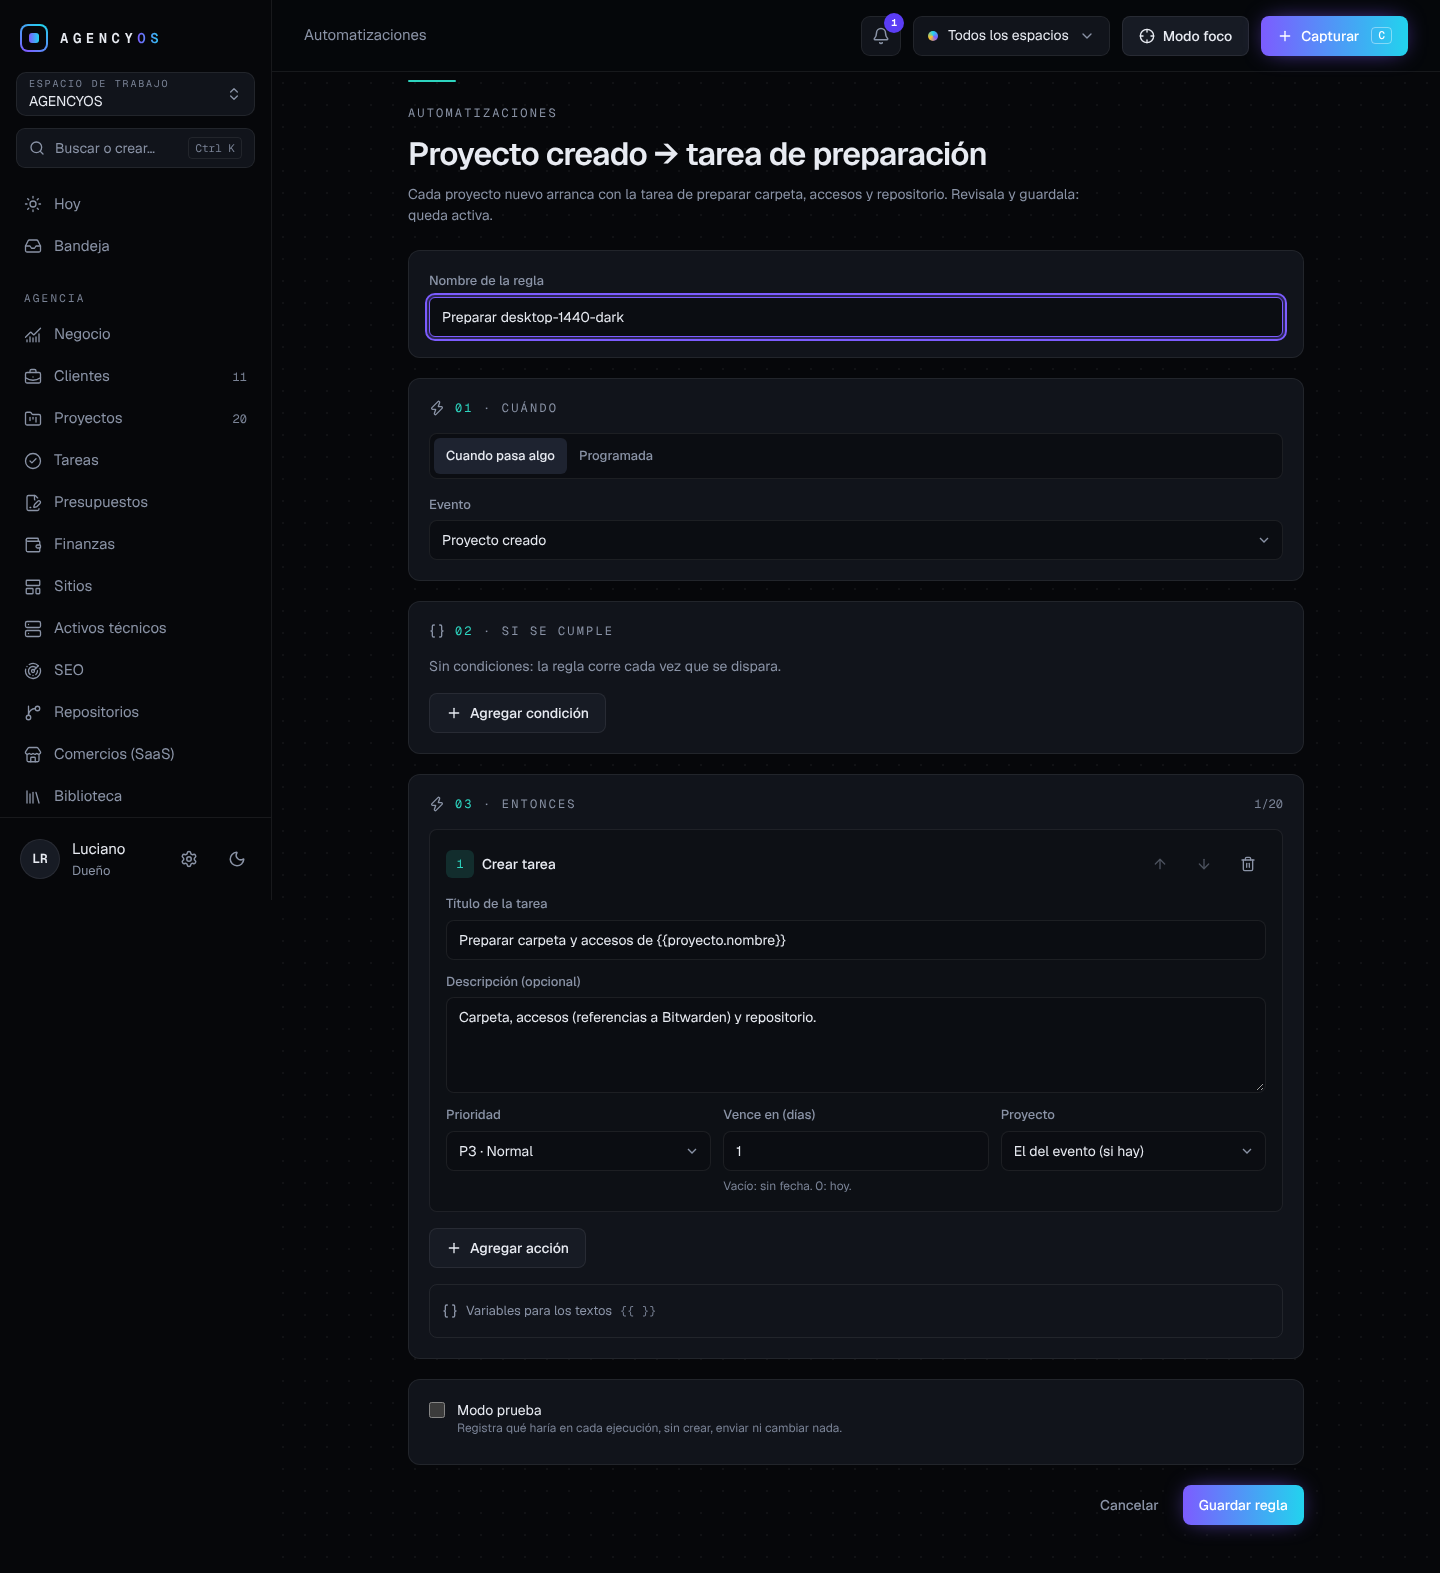 AGENCYOS
ESPACIO DE TRABAJO
AGENCYOS
Buscar o crear...
Ctrl K
Hoy
Bandeja
AGENCIA
Negocio
Clientes 11
Proyectos 20
Tareas
Presupuestos
Finanzas
Sitios
Activos técnicos
SEO
Repositorios
Comercios (SaaS)
Biblioteca
LR
Luciano
Dueño
Automatizaciones
1
Todos los espacios
Modo foco
Capturar C
AUTOMATIZACIONES
Proyecto creado → tarea de preparación
Cada proyecto nuevo arranca con la tarea de preparar carpeta, accesos y repositorio. Revisala y guardala:
queda activa.
Nombre de la regla
Preparar desktop-1440-dark
01 · CUÁNDO
Cuando pasa algo Programada
Evento
Proyecto creado
{} 02 · SI SE CUMPLE
Sin condiciones: la regla corre cada vez que se dispara.
+ Agregar condición
03 · ENTONCES 1/20
1 Crear tarea
Título de la tarea
Preparar carpeta y accesos de {{proyecto.nombre}}
Descripción (opcional)
Carpeta, accesos (referencias a Bitwarden) y repositorio.
Prioridad Vence en (días) Proyecto
P3 · Normal 1 El del evento (si hay)
Vacío: sin fecha. 0: hoy.
+ Agregar acción
{} Variables para los textos {{ }}
Modo prueba
Registra qué haría en cada ejecución, sin crear, enviar ni cambiar nada.
Cancelar Guardar regla